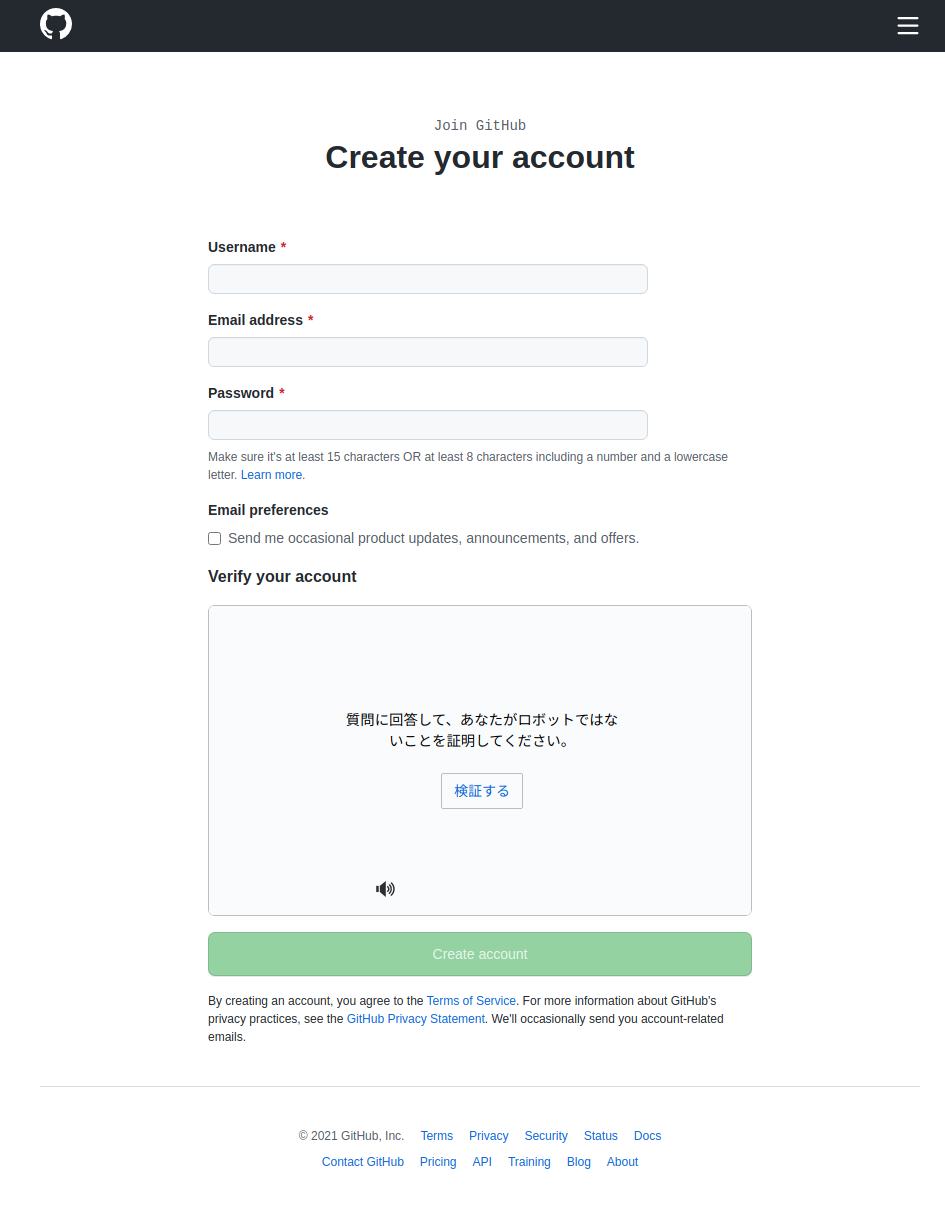 Join GitHub
Create your account
Username *
Email address *
Password *
Make sure it's at least 15 characters OR at least 8 characters including a number and a lowercase
letter. Learn more.
Email preferences
Send me occasional product updates, announcements, and offers.
Verify your account
質問に回答して、あなたがロボットではな
いことを証明してください。
検証する
Create account
By creating an account, you agree to the Terms of Service. For more information about GitHub's
privacy practices, see the GitHub Privacy Statement. We'll occasionally send you account-related
emails.
© 2021 GitHub, Inc. Terms Privacy Security Status Docs
Contact GitHub Pricing API Training Blog About